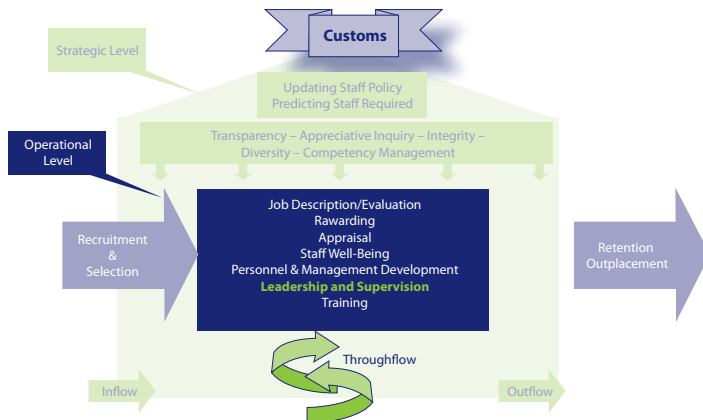 Customs
Strategic Level
Updating Staff Policy
Predicting Staff Required
Transparency – Appreciative Inquiry – Integrity –
Diversity – Competency Management
Operational
Level
Job Description/Evaluation
Rawarding
Appraisal
Staff Well-Being
Personnel & Management Development
Leadership and Supervision
Training
Recruitment
&
Selection
Retention
Outplacement
Throughflow
Inflow
Outflow